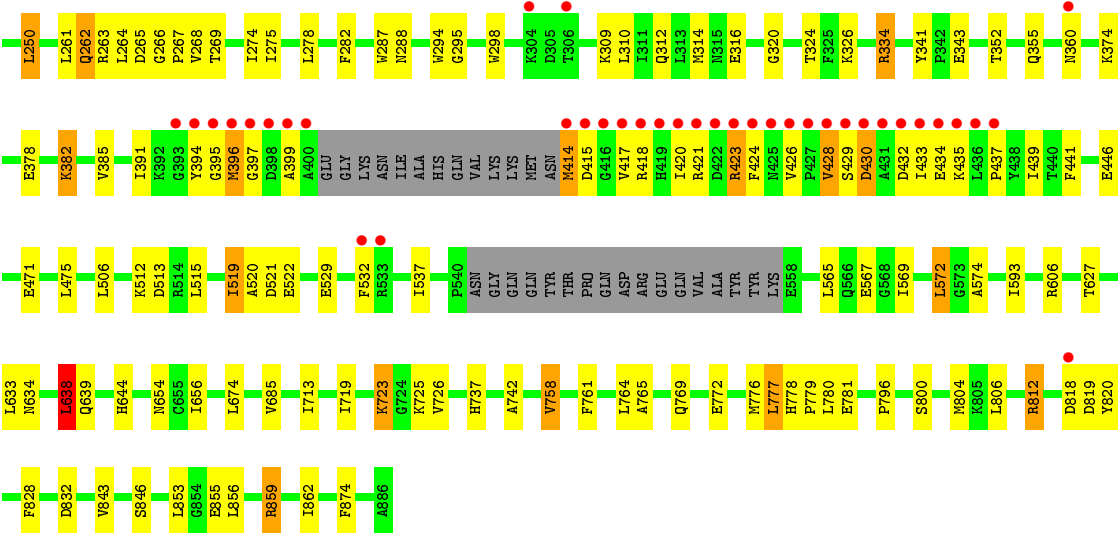 L250 L261 Q262 R263 L264 D265 G266 P267 V268 T269 I274 I275 L278 F282 W287 N288 W294 G295 W298 K304 D305 T306 K309 L310 I311 Q312 L313 M314 N315 E316 G320 T324 F325 K326 R334 Y341 P342 E343 T352 Q355 N360 K374
E378 K382 V385 I391 K392 G393 Y394 G395 M396 G397 D398 A399 A400 GLU GLY LYS ASN ILE ALA HIS GLN VAL LYS LYS MET ASN M414 D415 G416 V417 R418 H419 I420 R421 D422 R423 F424 N425 V426 P427 V428 S429 D430 A431 D432 I433 E434 K435 L436 P437 Y438 I439 T440 F441 E446
E471 L475 L506 K512 D513 R514 L515 I519 A520 D521 E522 E529 F532 R533 I537 P540 ASN GLY GLN GLN TYR THR PRO GLN ASP ARG GLU GLN VAL ALA TYR TYR LYS E558 L565 Q566 E567 G568 I569 L572 G573 A574 I593 R606 T627
L633 N634 L638 Q639 H644 N654 C655 I656 L674 V685 I713 I719 K723 G724 K725 V726 H737 A742 V758 F761 L764 A765 Q769 E772 M776 L777 H778 P779 L780 E781 P796 S800 M804 K805 L806 R812 D818 D819 Y820
F828 D832 V843 S846 L853 G854 E855 L856 R859 I862 F874 A886